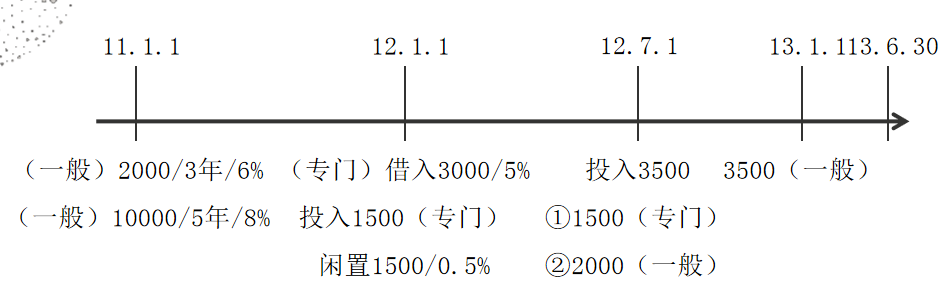 11.1.1 12.1.1 12.7.1 13.1.113.6.30
（一般）2000/3年/6% （专门）借入3000/5% 投入3500 3500（一般）
（一般）10000/5年/8% 投入1500（专门） ①1500（专门）
闲置1500/0.5% ②2000（一般）